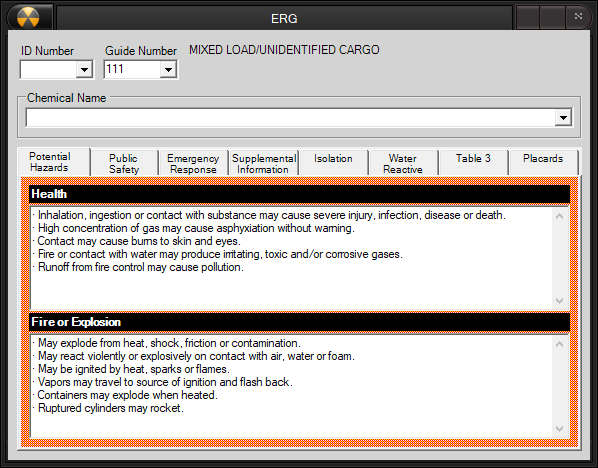 ERG
ID Number
Guide Number
MIXED LOAD/UNIDENTIFIED CARGO
111
Chemical Name
Potential Hazards
Public Safety
Emergency Response
Supplemental Information
Isolation
Water Reactive
Table 3
Placards
Health
· Inhalation, ingestion or contact with substance may cause severe injury, infection, disease or death.
· High concentration of gas may cause asphyxiation without warning.
· Contact may cause burns to skin and eyes.
· Fire or contact with water may produce irritating, toxic and/or corrosive gases.
· Runoff from fire control may cause pollution.
Fire or Explosion
· May explode from heat, shock, friction or contamination.
· May react violently or explosively on contact with air, water or foam.
· May be ignited by heat, sparks or flames.
· Vapors may travel to source of ignition and flash back.
· Containers may explode when heated.
· Ruptured cylinders may rocket.